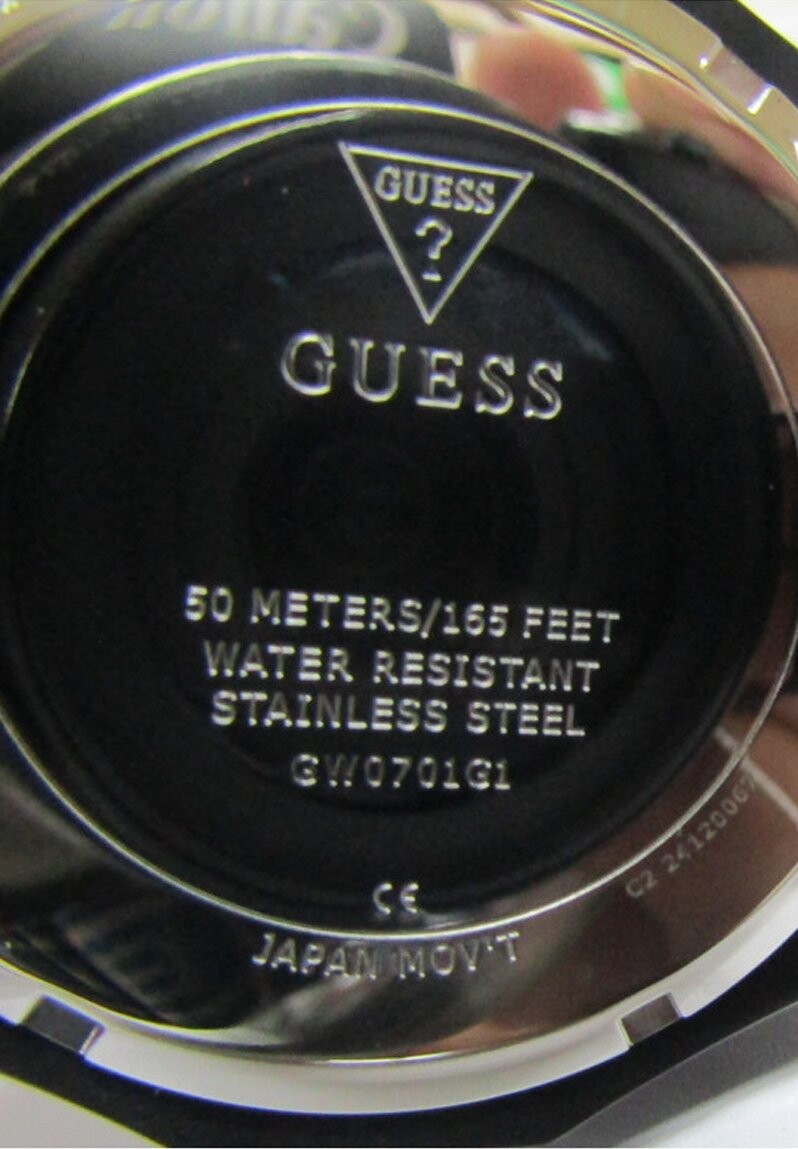 GUESS
?
GUESS
50 METERS/165 FEET
WATER RESISTANT
STAINLESS STEEL
GW0701G1
CE
JAPAN MOV'T